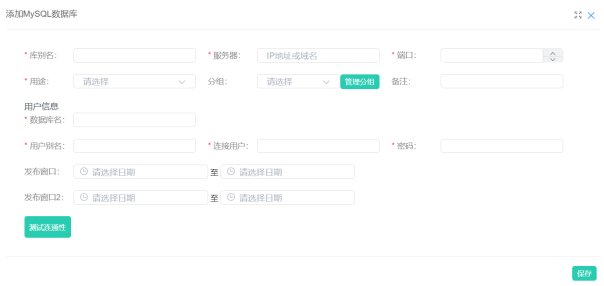 添加MySQL数据库
* 库别名: * 服务器: IP地址或域名 * 端口:
* 用途: 请选择 分组: 请选择 管理分组 备注:
用户信息
* 数据库名:
* 用户别名: * 连接用户: * 密码:
发布窗口: 请选择日期 至 请选择日期
发布窗口2: 请选择日期 至 请选择日期
测试连通性
保存